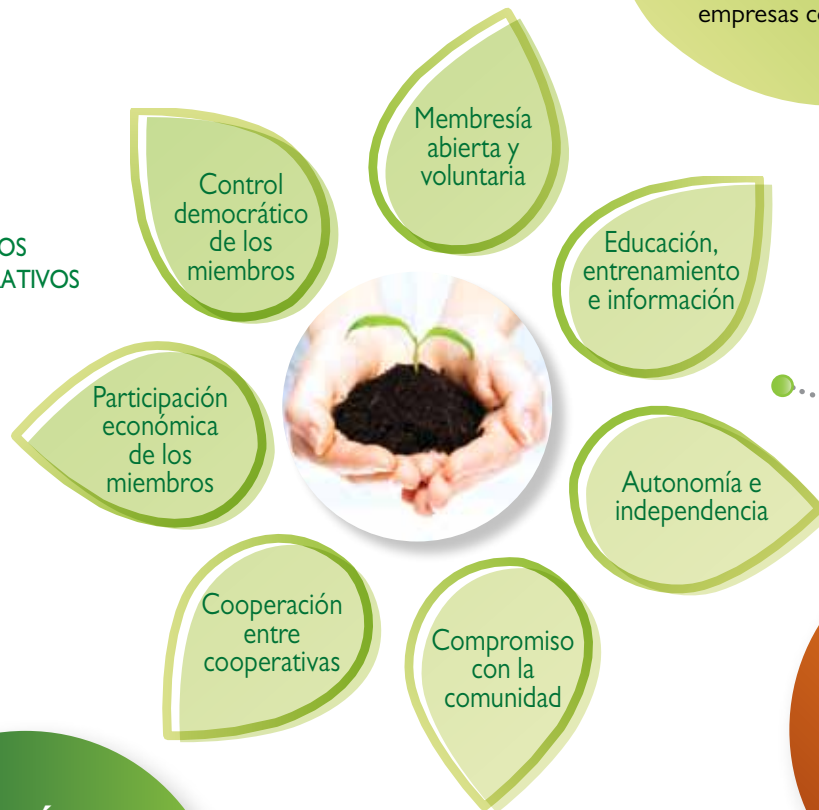 empresas
Membresía
abierta y
voluntaria
Control
democrático
de los
miembros
Educación,
entrenamiento
e información
OS
ATIVOS
Participación
económica
de los
miembros
Autonomía e
independencia
Cooperación
entre
cooperativas
Compromiso
con la
comunidad